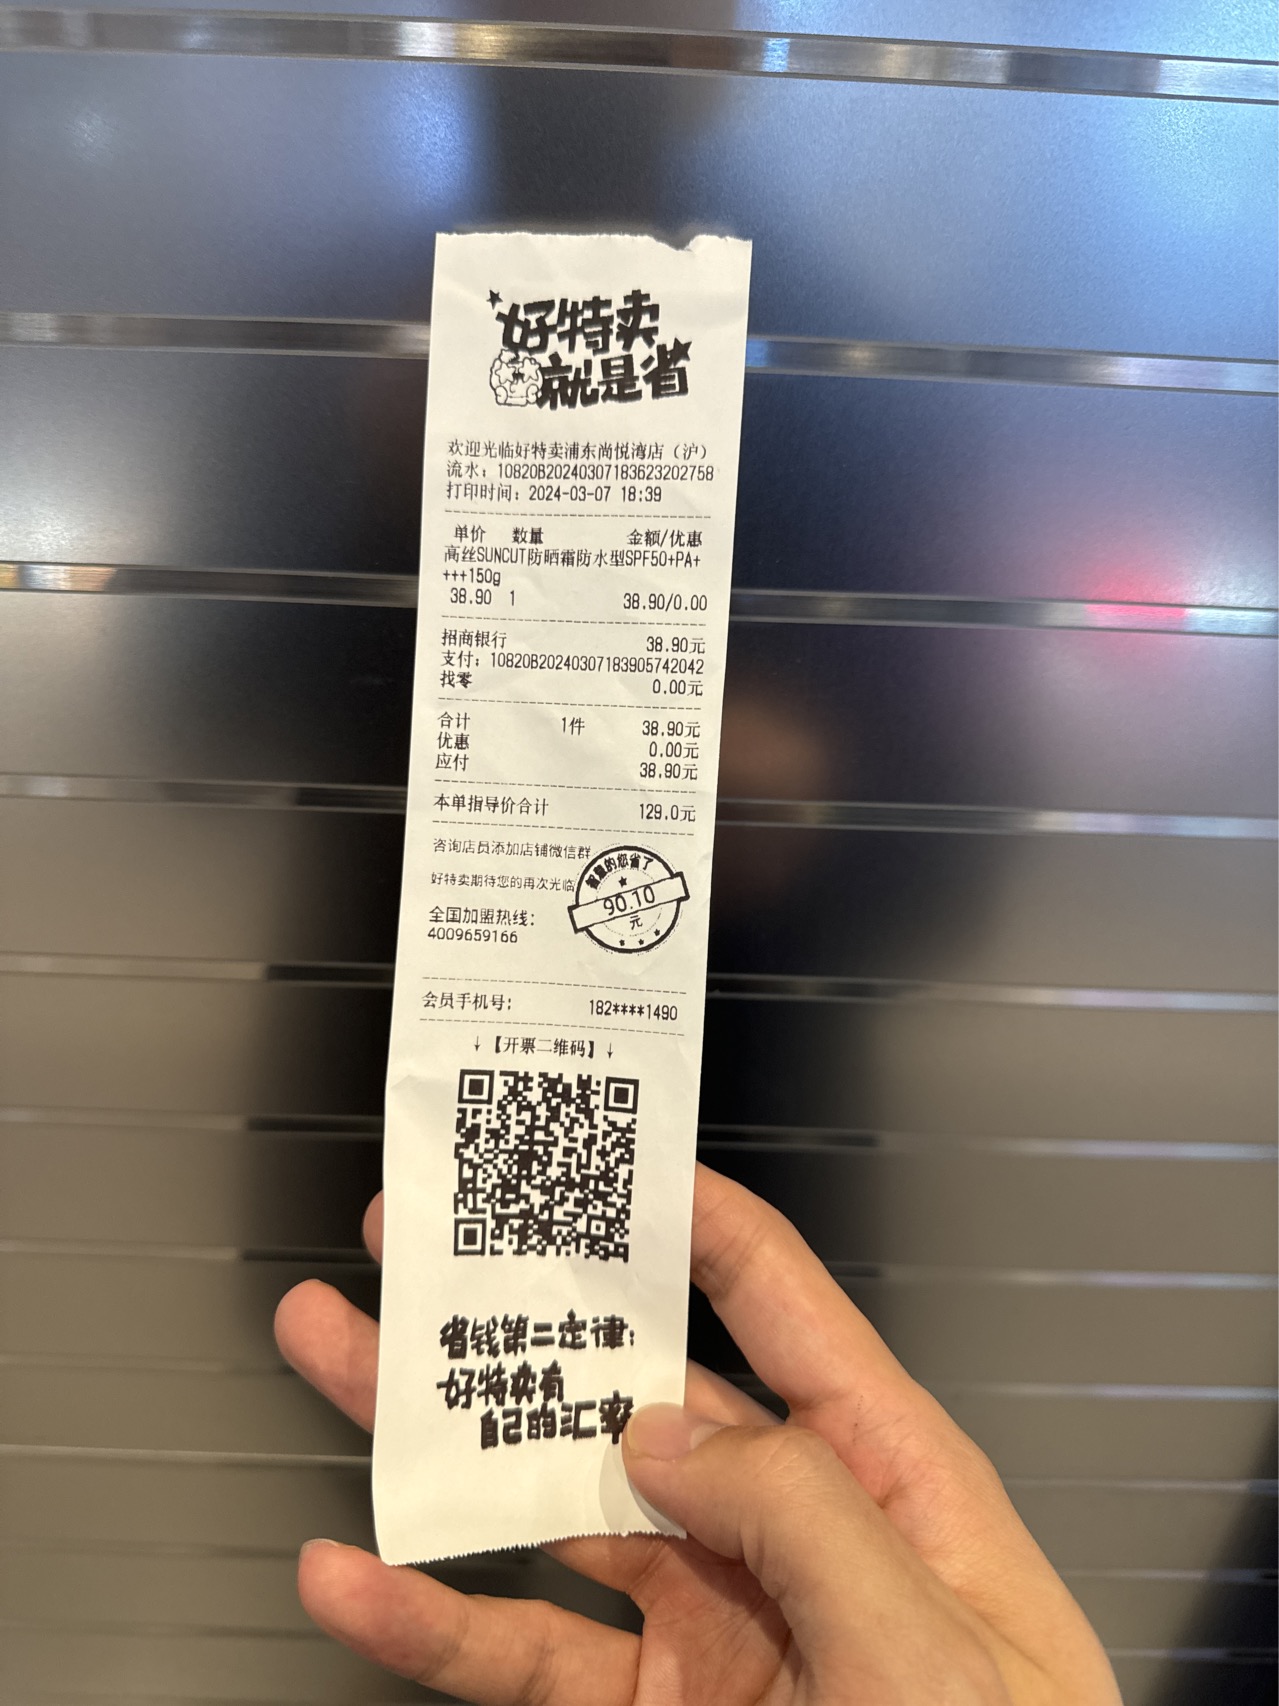 好特卖
就是省
欢迎光临好特卖浦东尚悦湾店（沪）
流水：10820B20240307183623202758
打印时间：2024-03-07 18:39
单价 数量 金额/优惠
高丝SUNCUT防晒霜防水型SPF50+PA+
+++150g
38.90 1 38.90/0.00
招商银行 38.90元
支付：10820B20240307183905742042
找零 0.00元
合计 1件 38.90元
优惠 0.00元
应付 38.90元
本单指导价合计 129.0元
咨询店员添加店铺微信群
好特卖期待您的再次光临
智慧的您省了
90.10
元
全国加盟热线：
4009659166
会员手机号： 182****1490
↓【开票二维码】↓
省钱第二定律：
好特卖有
自己的汇率